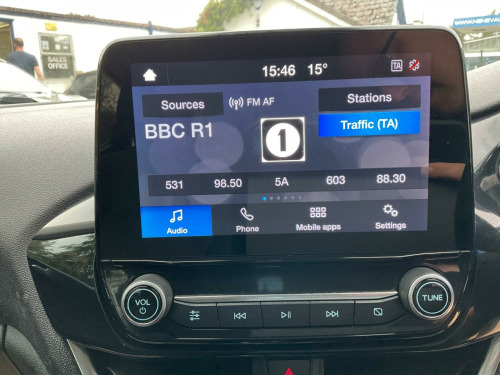 SALES
OFFICE
15:46 15° TA
Sources FM AF Stations
BBC R1 1 Traffic (TA)
531 98.50 5A 603 88.30
Audio Phone Mobile apps Settings
VOL TUNE